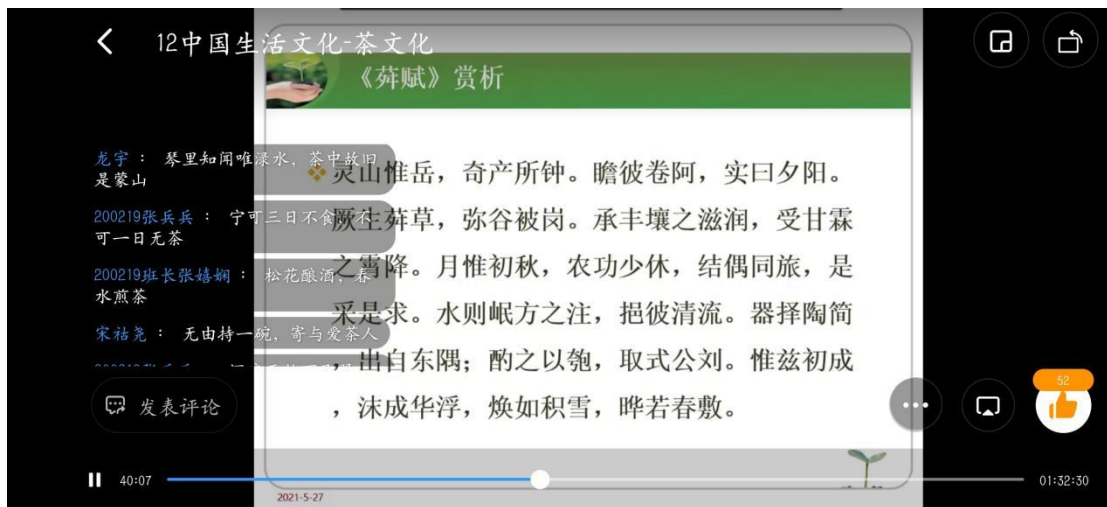 12中国生活文化-茶文化
《荈赋》赏析
龙宇： 琴里知闻唯渌水，茶中故旧
是蒙山
200219张兵兵： 宁可三日不食，不
可一日无茶
200219班长张嬉娴： 松花酿酒，春
水煎茶
宋祜尧： 无由持一碗，寄与爱茶人
灵山惟岳，奇产所钟。瞻彼卷阿，实曰夕阳。
厥生荈草，弥谷被岗。承丰壤之滋润，受甘霖
之霄降。月惟初秋，农功少休，结偶同旅，是
采是求。水则岷方之注，挹彼清流。器择陶简
，出自东隅；酌之以匏，取式公刘。惟兹初成
，沫成华浮，焕如积雪，晔若春敷。
发表评论
52
40:07
01:32:30
2021-5-27